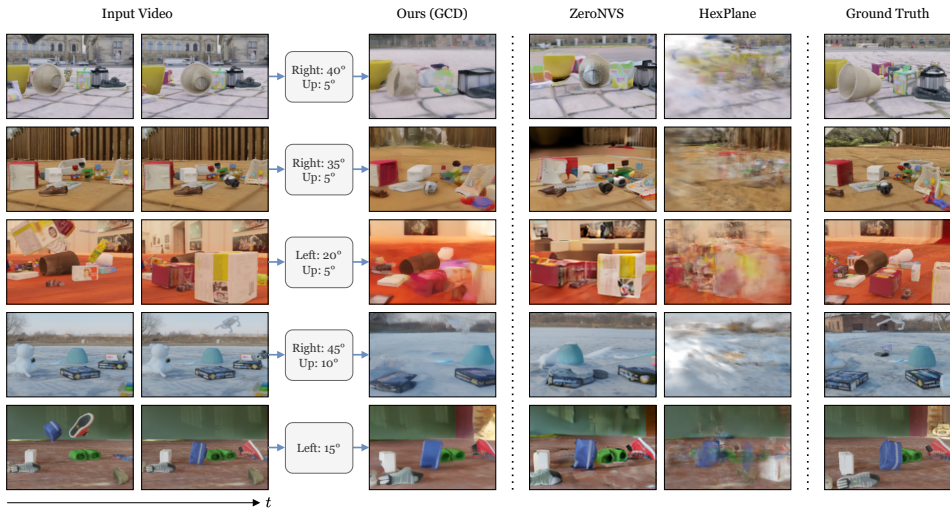 Input Video
Ours (GCD)
ZeroNVS
HexPlane
Ground Truth
Right: 40°
Up: 5°
Right: 35°
Up: 5°
Left: 20°
Up: 5°
Right: 45°
Up: 10°
Left: 15°
t